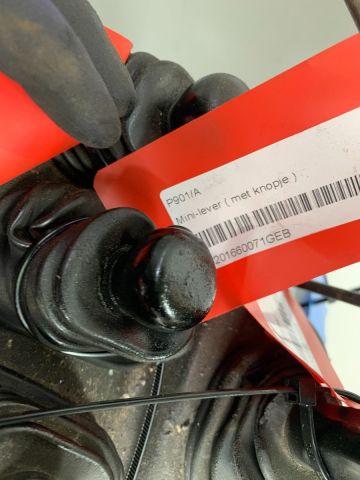 P901/A
Mini-lever ( met knopje )
201660071GEB